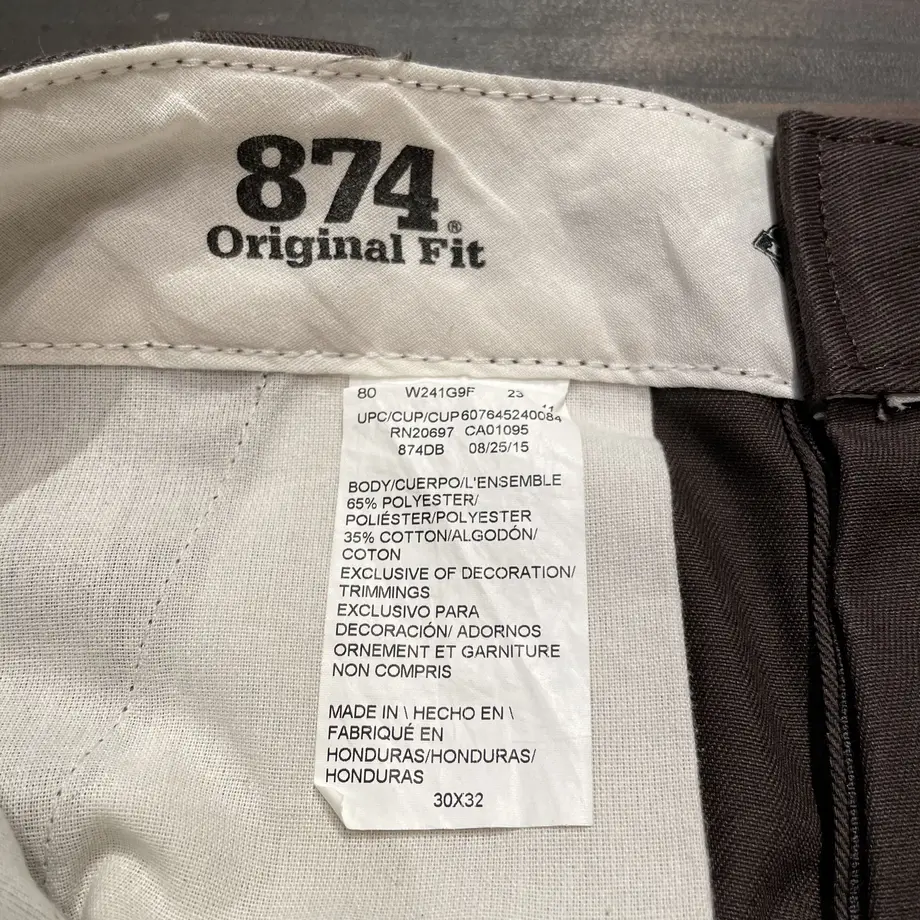 874®
Original Fit
80 W241G9F 23
11
UPC/CUP/CUP607645240084
RN20697 CA01095
874DB 08/25/15
BODY/CUERPO/L'ENSEMBLE
65% POLYESTER/
POLIÉSTER/POLYESTER
35% COTTON/ALGODÓN/
COTON
EXCLUSIVE OF DECORATION/
TRIMMINGS
EXCLUSIVO PARA
DECORACIÓN/ ADORNOS
ORNEMENT ET GARNITURE
NON COMPRIS
MADE IN \ HECHO EN \
FABRIQUÉ EN
HONDURAS/HONDURAS/
HONDURAS
30X32